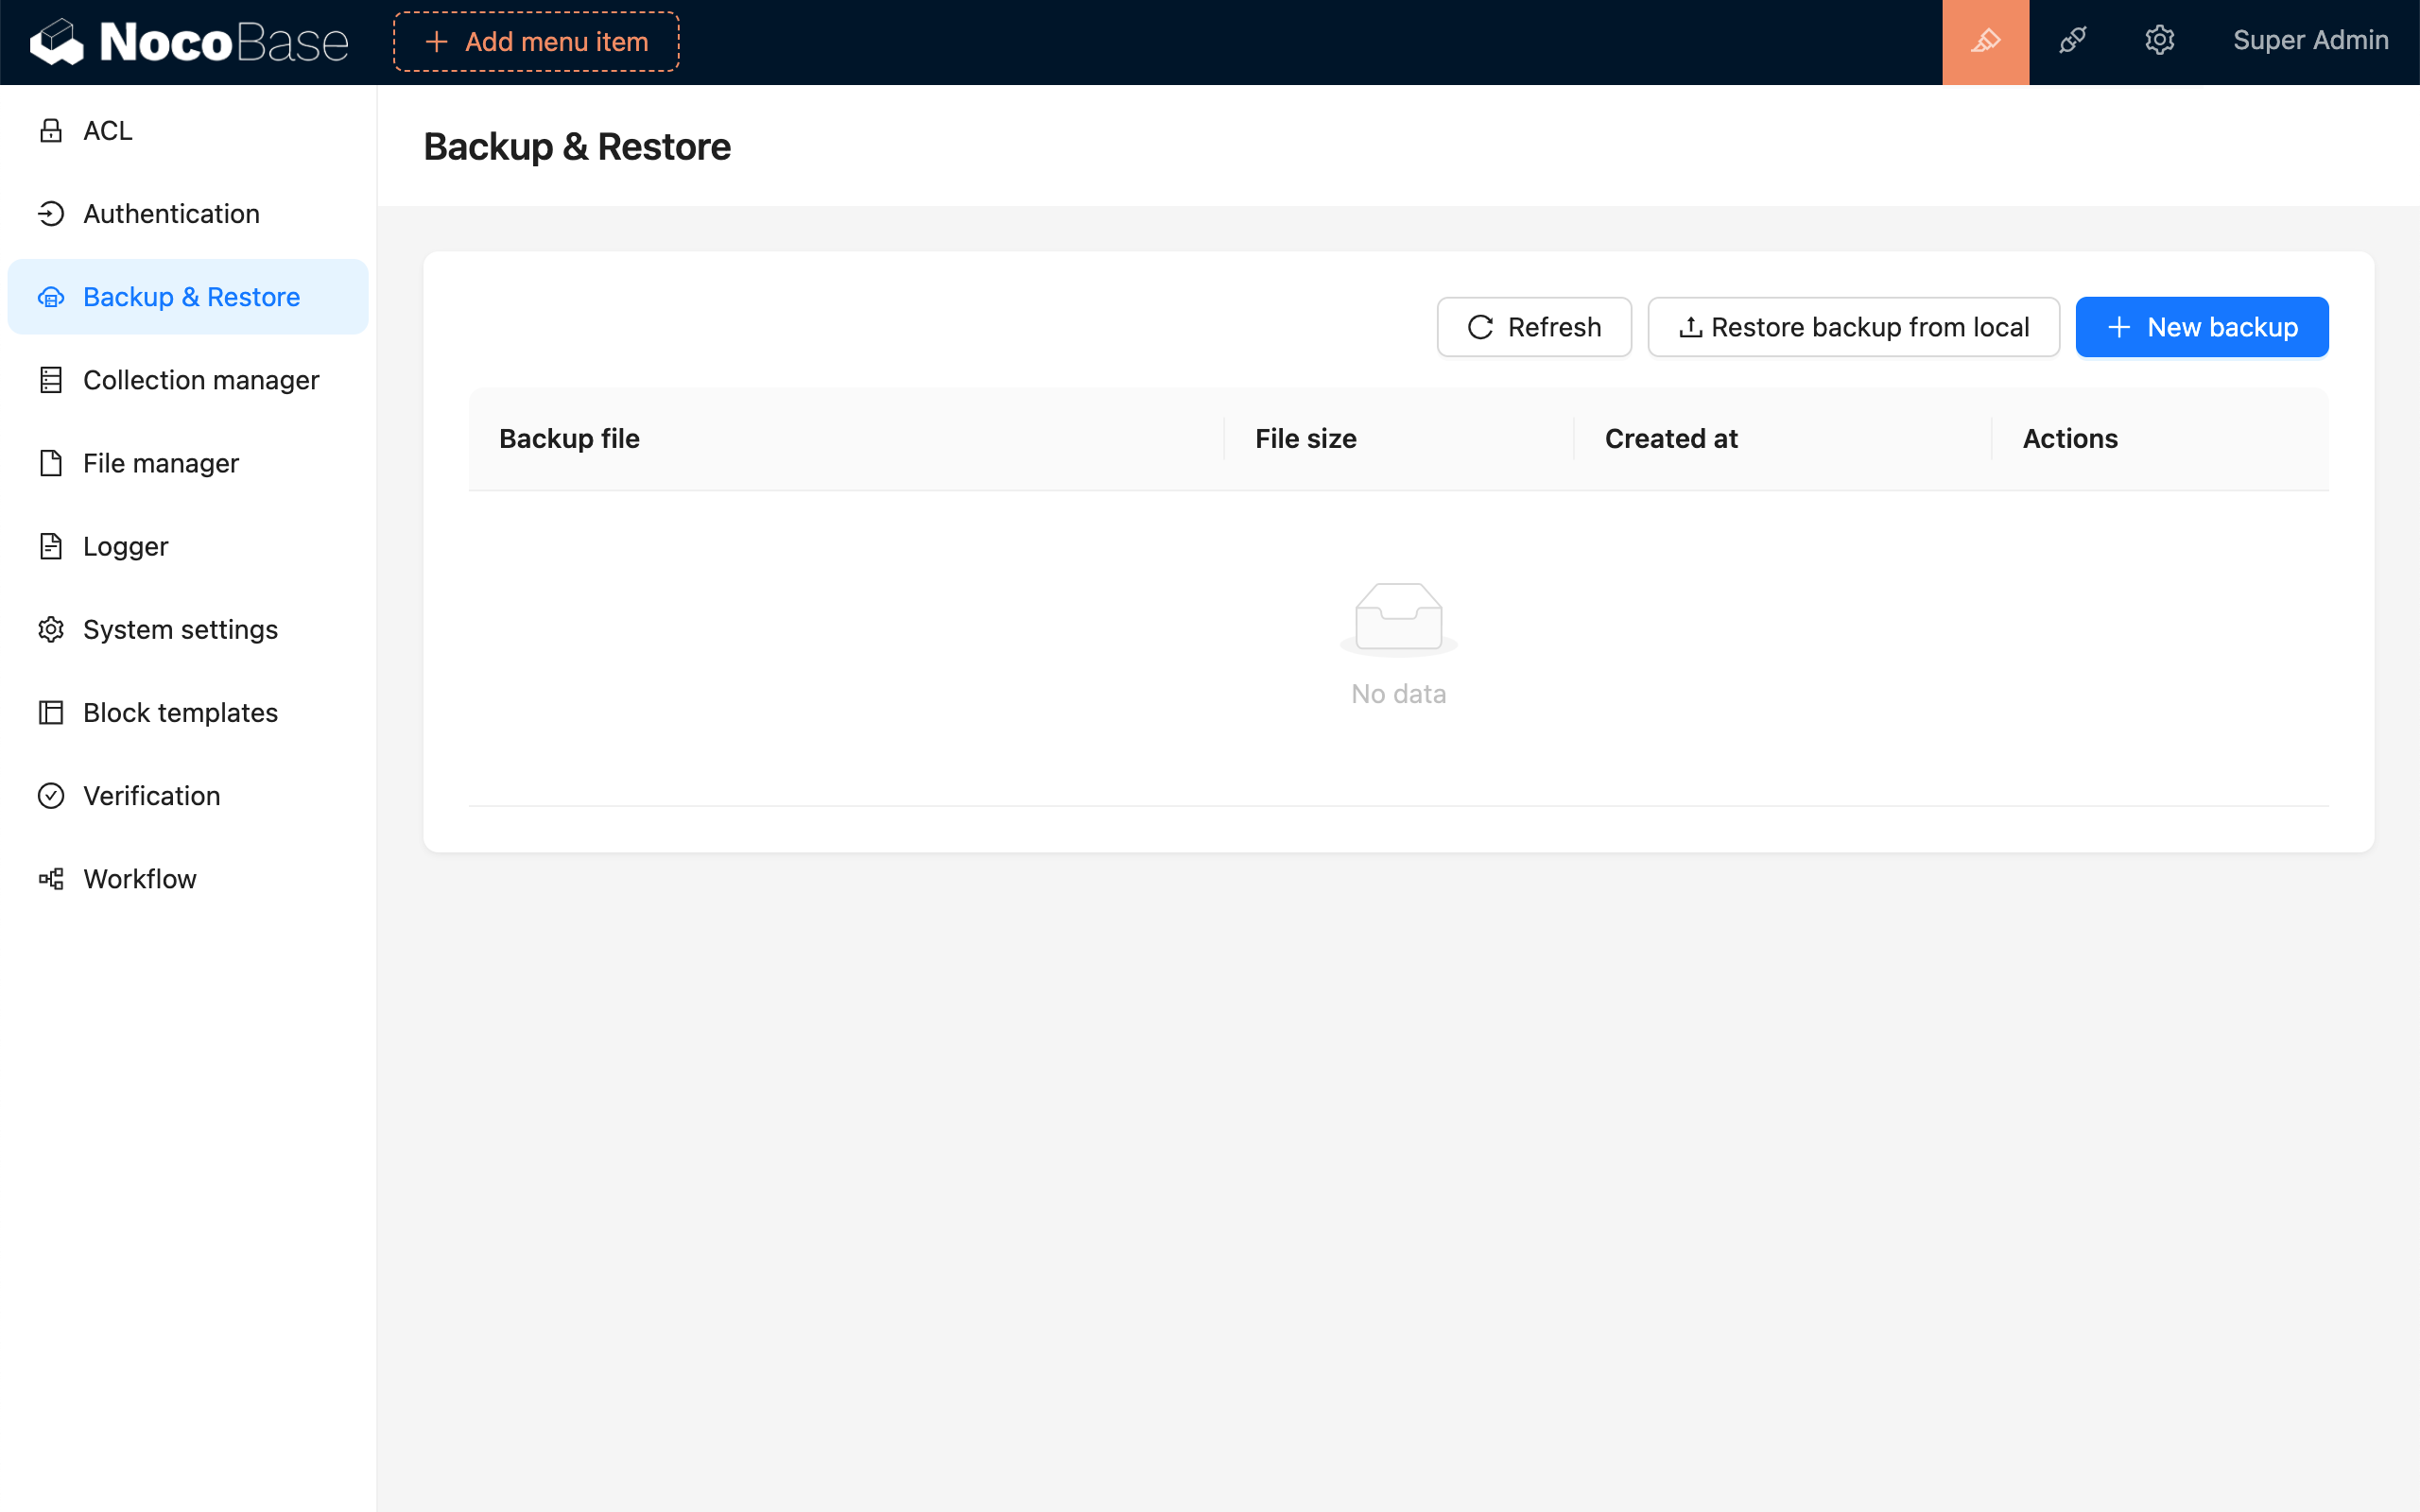 NocoBase
Add menu item
Super Admin
ACL
Authentication
Backup & Restore
Collection manager
File manager
Logger
System settings
Block templates
Verification
Workflow
Backup & Restore
Refresh
Restore backup from local
New backup
Backup file
File size
Created at
Actions
No data